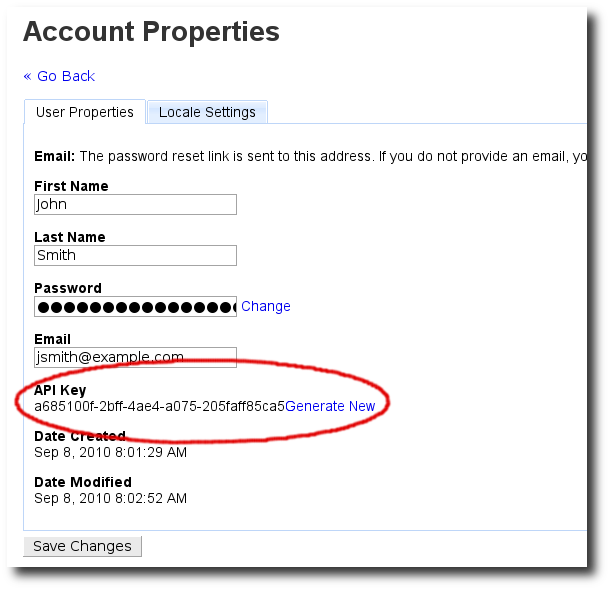 Account Properties
« Go Back
User Properties Locale Settings
Email: The password reset link is sent to this address. If you do not provide an email, yo
First Name
John
Last Name
Smith
Password
Change
Email
jsmith@example.com
API Key
a685100f-2bff-4ae4-a075-205faff85ca5Generate New
Date Created
Sep 8, 2010 8:01:29 AM
Date Modified
Sep 8, 2010 8:02:52 AM
Save Changes